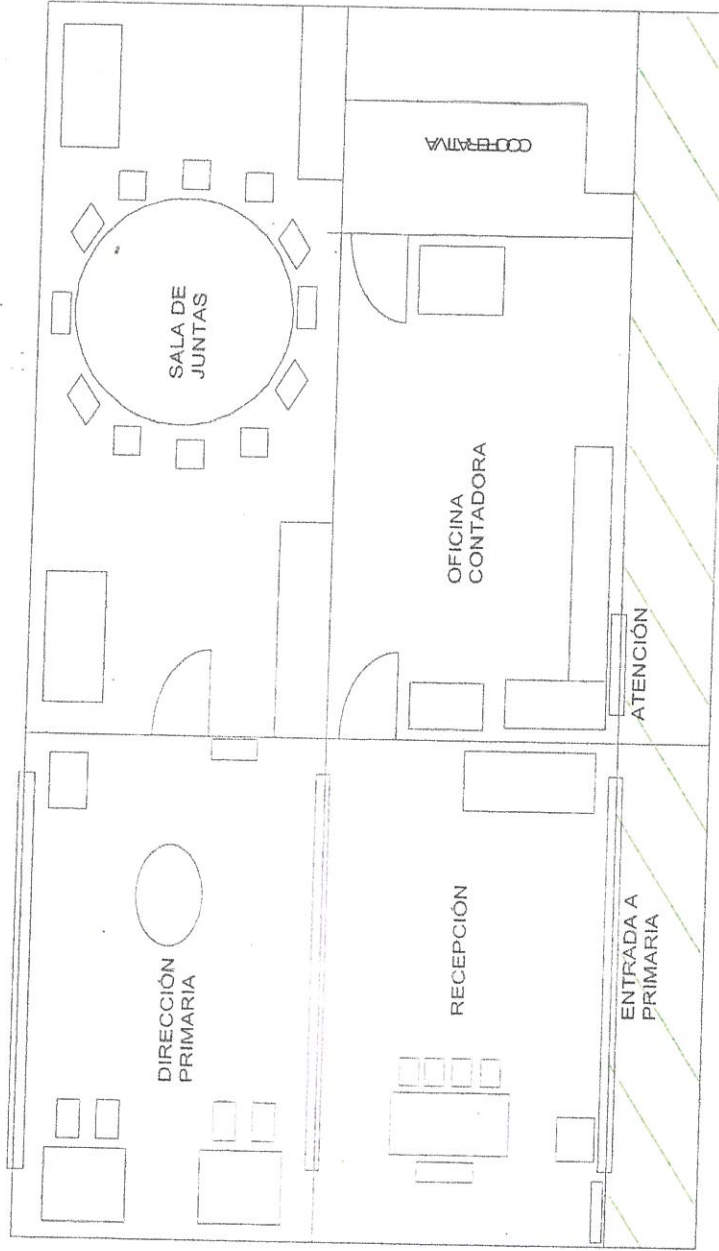 SALA DE
JUNTAS
COOPERATIVA
OFICINA
CONTADORA
ATENCIÓN
DIRECCIÓN
PRIMARIA
RECEPCIÓN
ENTRADA A
PRIMARIA